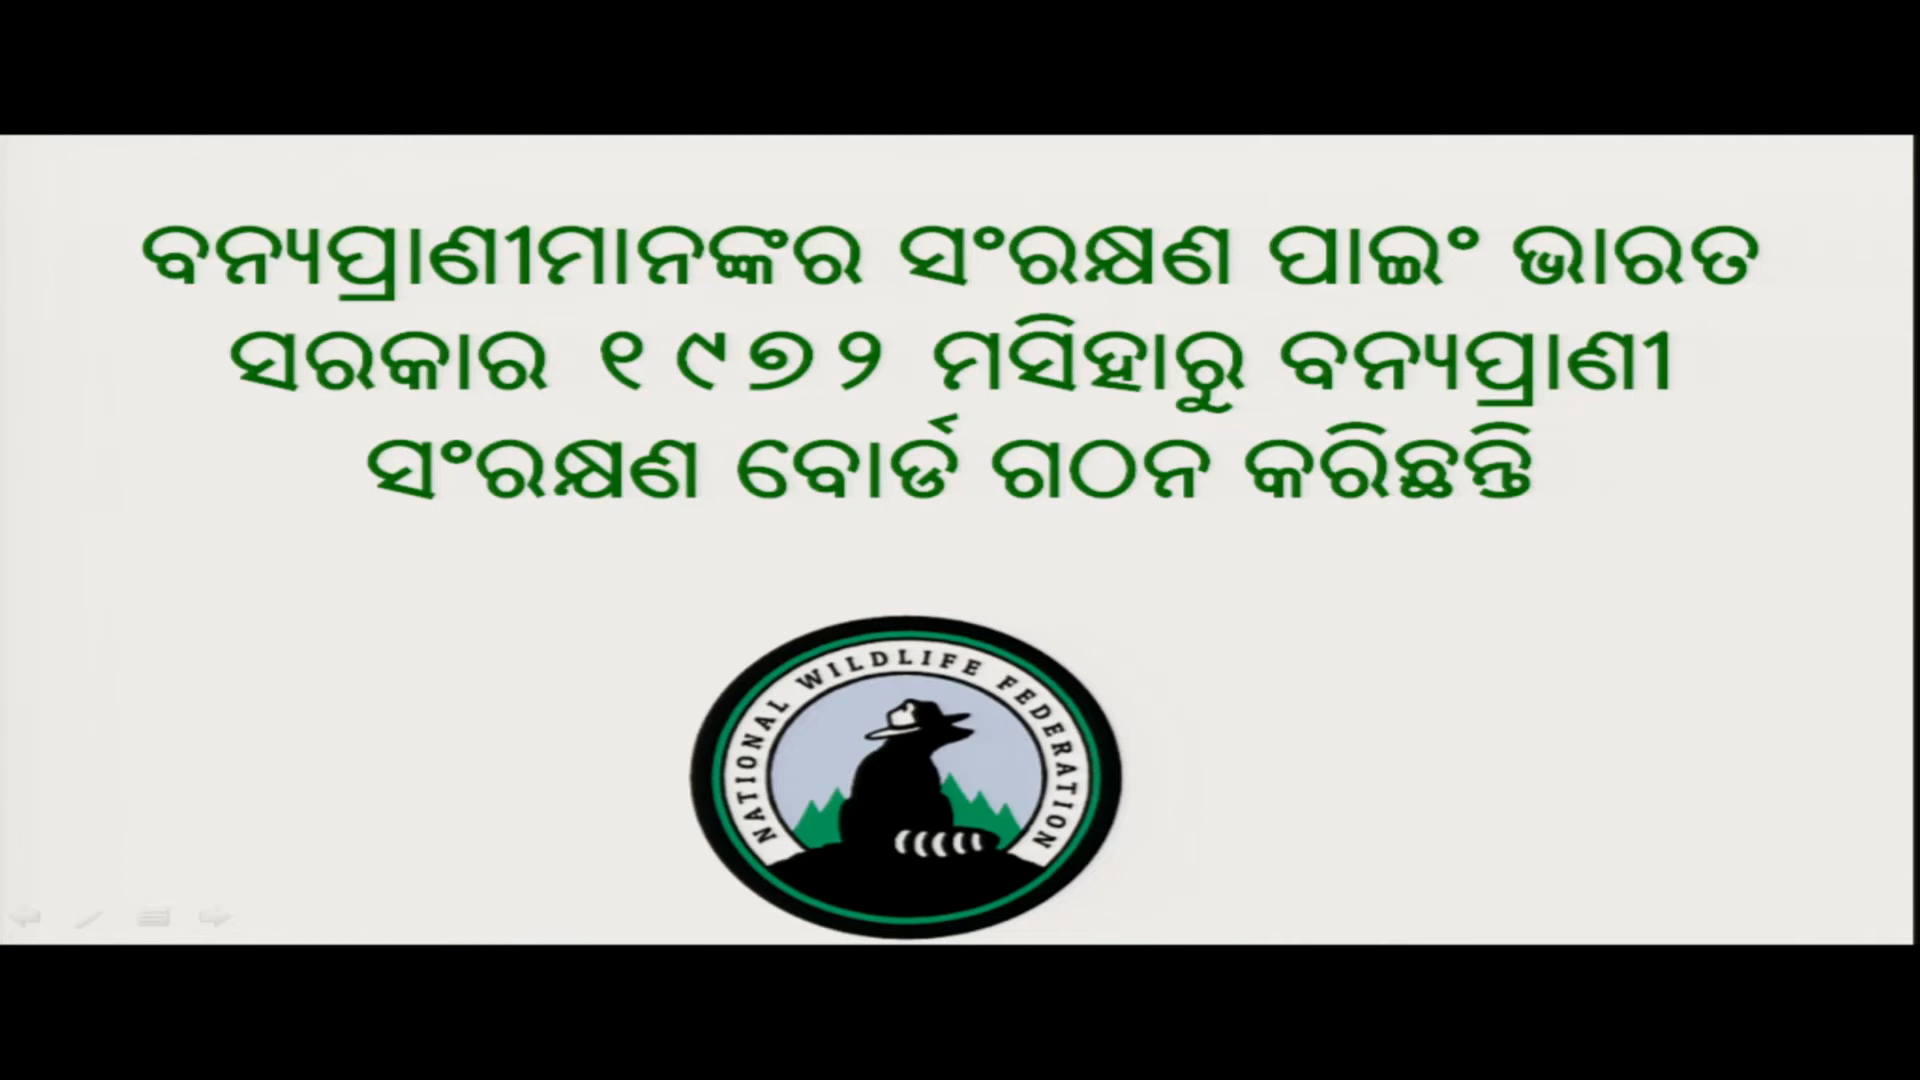 ବନ୍ୟପ୍ରାଣୀମାନଙ୍କର ସଂରକ୍ଷଣ ପାଇଂ ଭାରତ
ସରକାର ୧୯୭୨ ମସିହାରୁ ବନ୍ୟପ୍ରାଣୀ
ସଂରକ୍ଷଣ ବୋର୍ଡ ଗଠନ କରିଛନ୍ତି
NATIONAL WILDLIFE FEDERATION